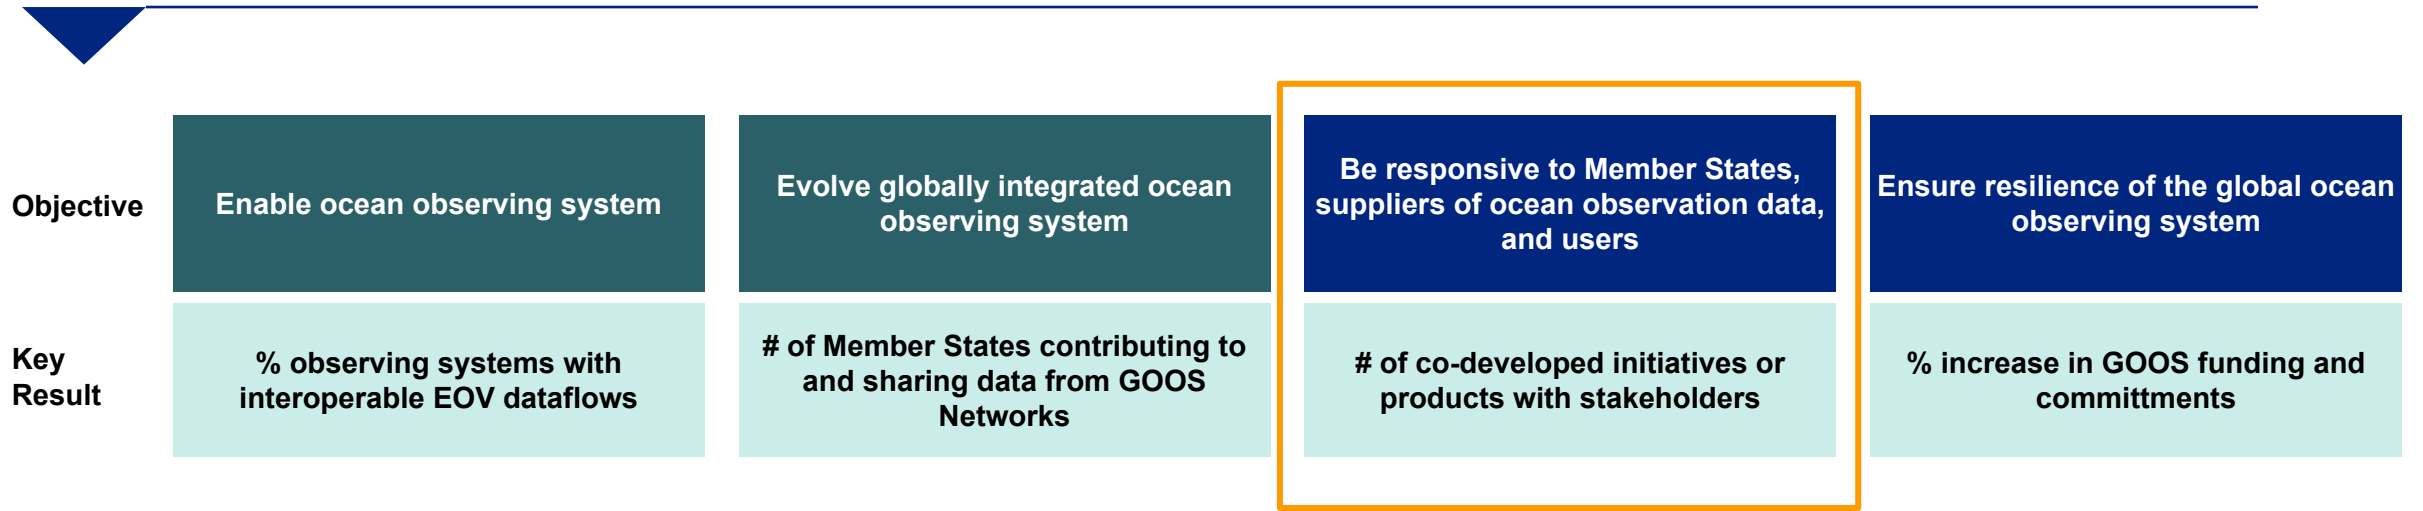 Objective
Enable ocean observing system
Evolve globally integrated ocean
observing system
Be responsive to Member States,
suppliers of ocean observation data,
and users
Ensure resilience of the global ocean
observing system
Key
Result
% observing systems with
interoperable EOV dataflows
# of Member States contributing to
and sharing data from GOOS
Networks
# of co-developed initiatives or
products with stakeholders
% increase in GOOS funding and
committments